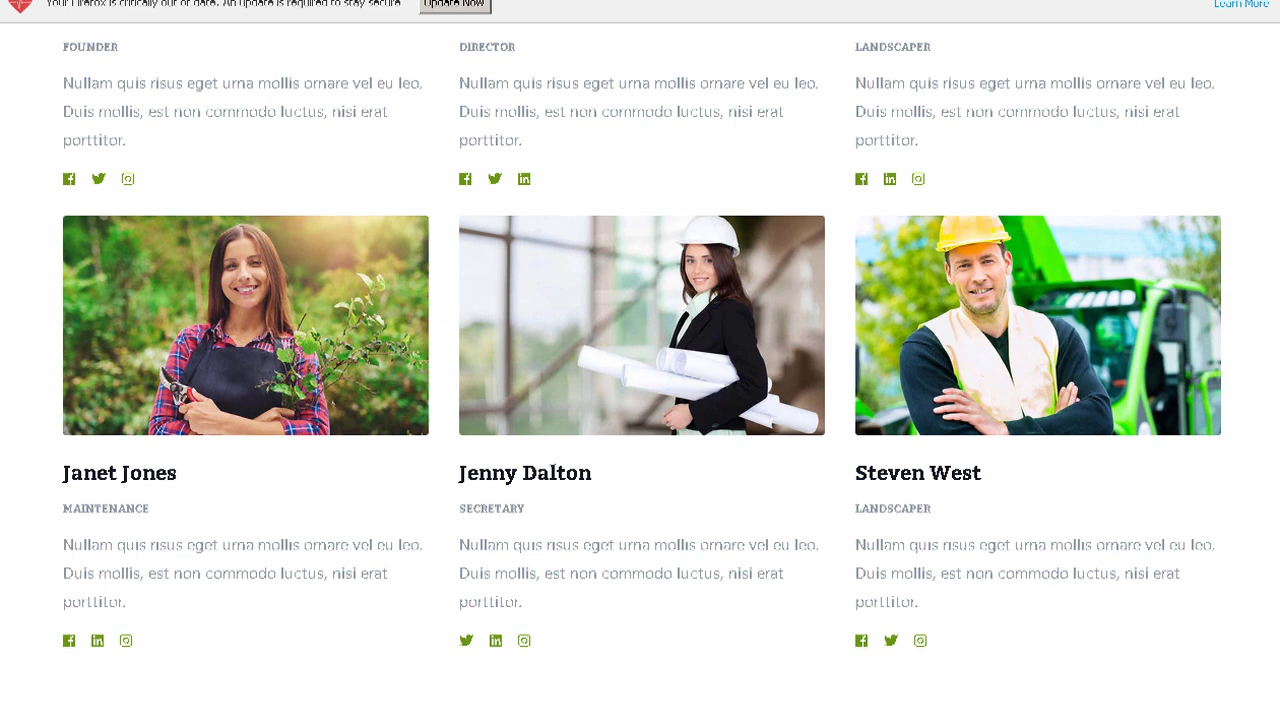 Your Firefox is critically out of date. An update is required to stay secure.
Update Now
Learn More
FOUNDER
Nullam quis risus eget urna mollis ornare vel eu leo.
Duis mollis, est non commodo luctus, nisi erat
porttitor.
DIRECTOR
Nullam quis risus eget urna mollis ornare vel eu leo.
Duis mollis, est non commodo luctus, nisi erat
porttitor.
LANDSCAPER
Nullam quis risus eget urna mollis ornare vel eu leo.
Duis mollis, est non commodo luctus, nisi erat
porttitor.
Janet Jones
MAINTENANCE
Nullam quis risus eget urna mollis ornare vel eu leo.
Duis mollis, est non commodo luctus, nisi erat
porttitor.
Jenny Dalton
SECRETARY
Nullam quis risus eget urna mollis ornare vel eu leo.
Duis mollis, est non commodo luctus, nisi erat
porttitor.
Steven West
LANDSCAPER
Nullam quis risus eget urna mollis ornare vel eu leo.
Duis mollis, est non commodo luctus, nisi erat
porttitor.